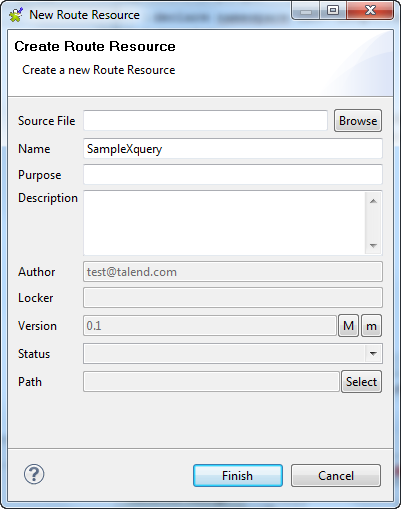 New Route Resource
Create Route Resource
Create a new Route Resource
Source File Browse
Name SampleXquery
Purpose
Description
Author test@talend.com
Locker
Version 0.1 M m
Status
Path Select
? Finish Cancel